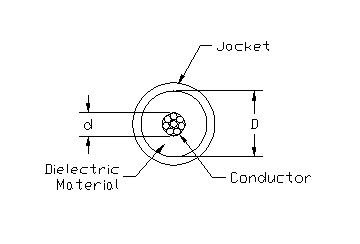 Jacket
d
D
Dielectric
Material
Conductor